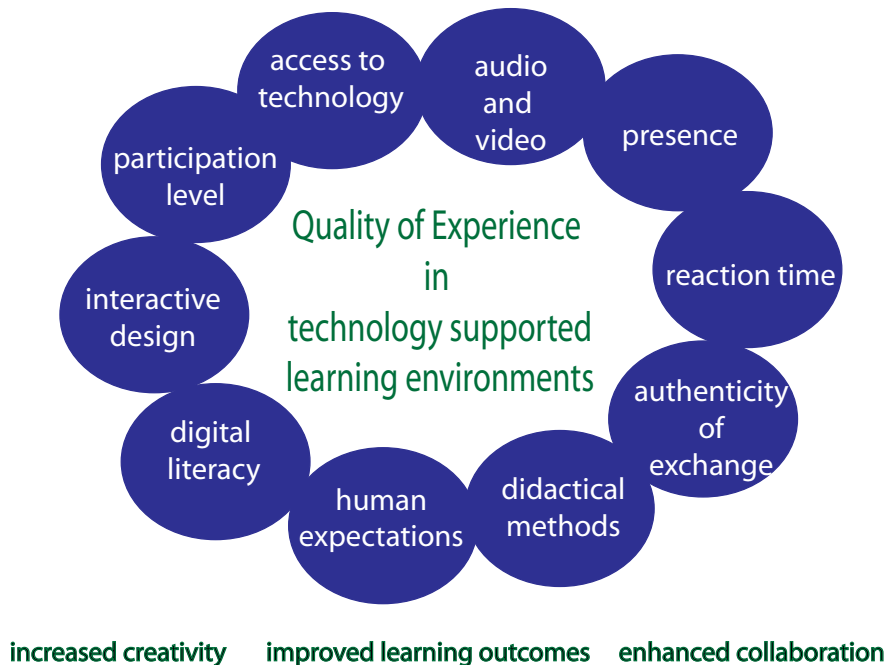 access to
technology
audio
and
video
presence
reaction time
authenticity
of
exchange
didactical
methods
human
expectations
digital
literacy
interactive
design
participation
level
Quality of Experience
in
technology supported
learning environments
increased creativity
improved learning outcomes
enhanced collaboration